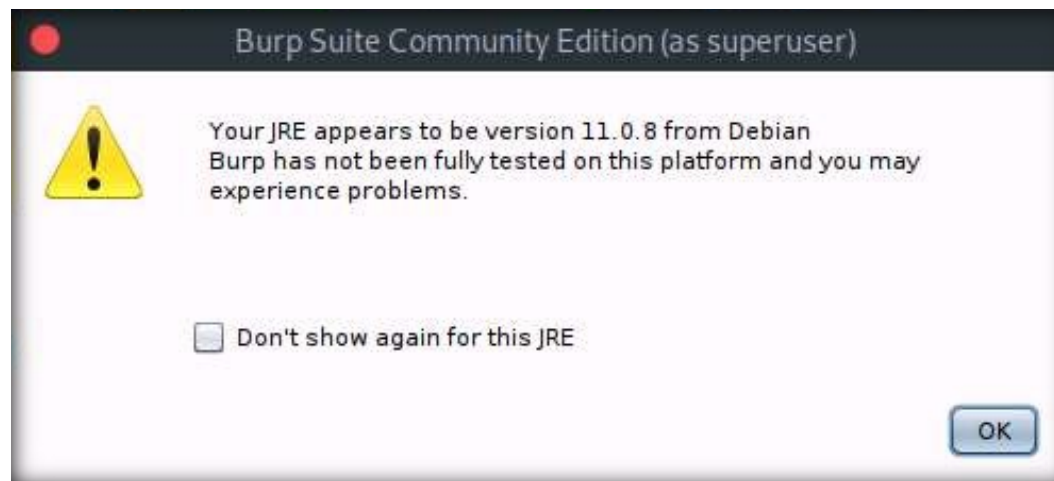 Burp Suite Community Edition (as superuser)
Your JRE appears to be version 11.0.8 from Debian
Burp has not been fully tested on this platform and you may
experience problems.
Don't show again for this JRE
OK